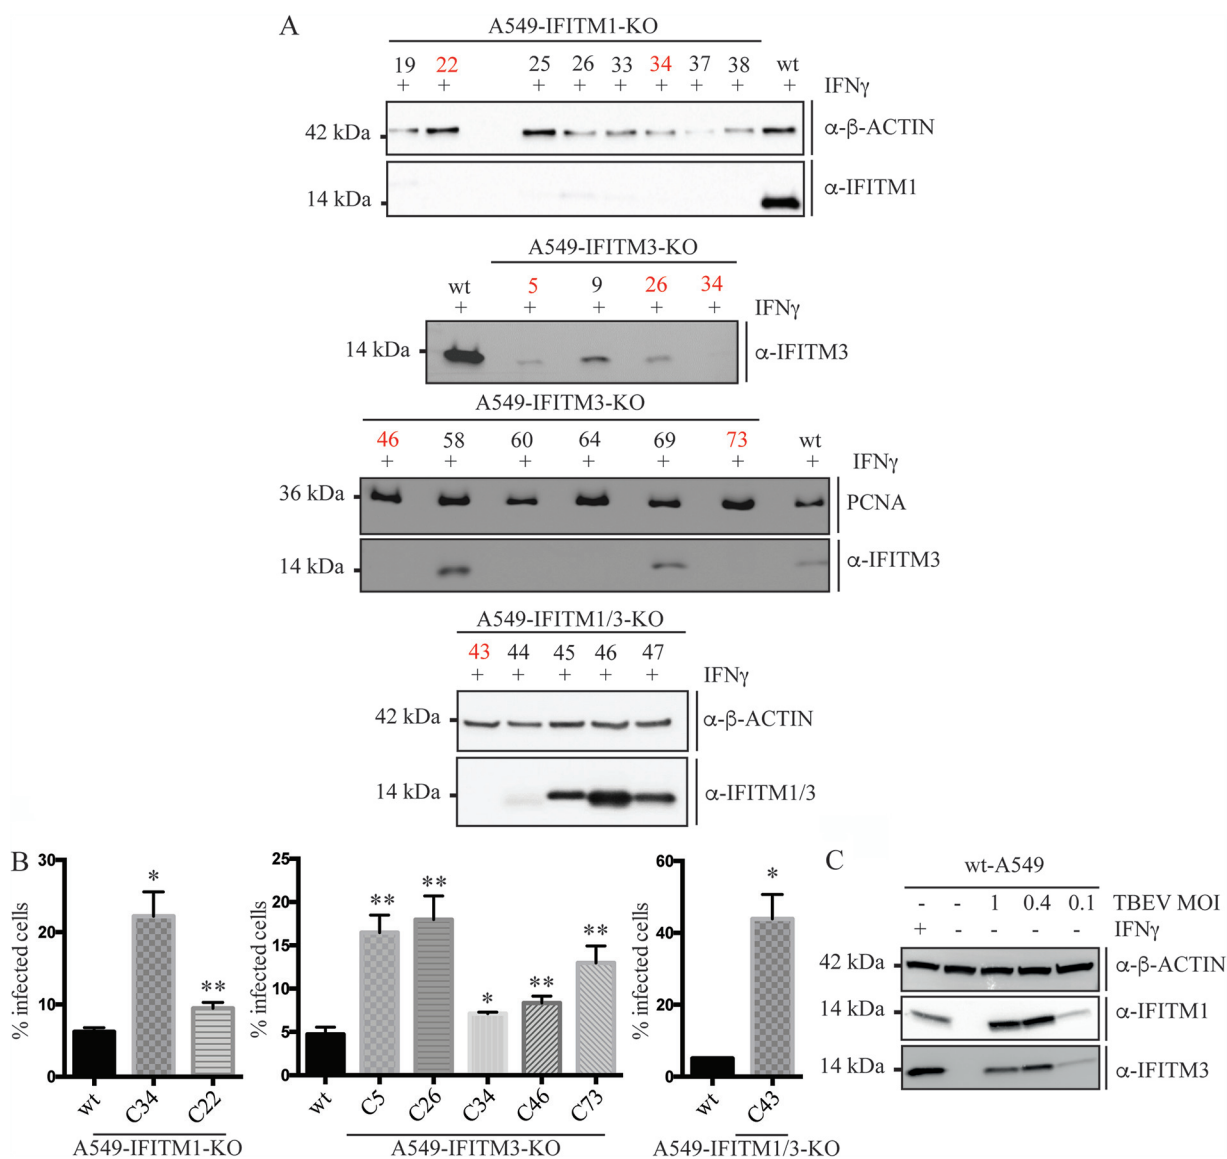 A
A549-IFITM1-KO
19 22 25 26 33 34 37 38 wt
+ + + + + + + + + IFNγ
42 kDa α-β-ACTIN
14 kDa α-IFITM1
A549-IFITM3-KO
wt 5 9 26 34
+ + + + + IFNγ
14 kDa α-IFITM3
A549-IFITM3-KO
46 58 60 64 69 73 wt
+ + + + + + + IFNγ
36 kDa PCNA
14 kDa α-IFITM3
A549-IFITM1/3-KO
43 44 45 46 47
+ + + + + IFNγ
42 kDa α-β-ACTIN
14 kDa α-IFITM1/3
B
% infected cells
30
20
10
0
*
**
wt C34 C22
A549-IFITM1-KO
% infected cells
25
20
15
10
5
0
** ** * ** **
wt C5 C26 C34 C46 C73
A549-IFITM3-KO
% infected cells
60
40
20
0
*
wt C43
A549-IFITM1/3-KO
C
wt-A549
- - 1 0.4 0.1 TBEV MOI
+ - - - - IFNγ
42 kDa α-β-ACTIN
14 kDa α-IFITM1
14 kDa α-IFITM3